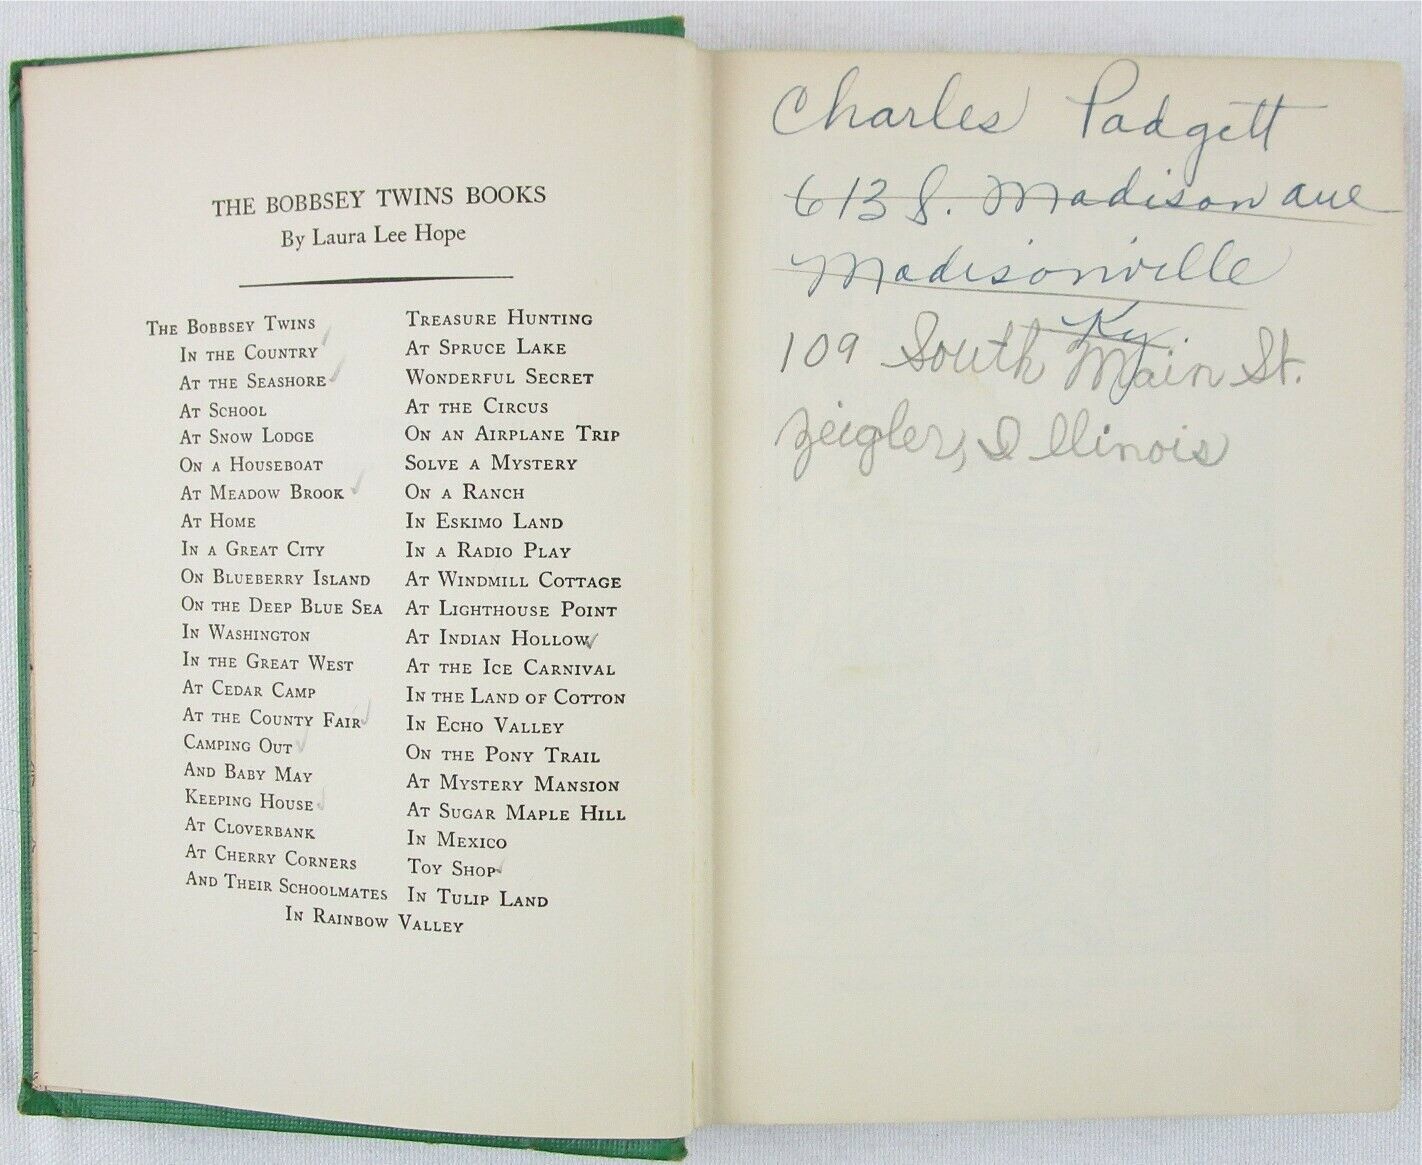 THE BOBBSEY TWINS BOOKS
By Laura Lee Hope
THE BOBBSEY TWINS
IN THE COUNTRY
AT THE SEASHORE
AT SCHOOL
AT SNOW LODGE
ON A HOUSEBOAT
AT MEADOW BROOK
AT HOME
IN A GREAT CITY
ON BLUEBERRY ISLAND
ON THE DEEP BLUE SEA
IN WASHINGTON
IN THE GREAT WEST
AT CEDAR CAMP
AT THE COUNTY FAIR
CAMPING OUT
AND BABY MAY
KEEPING HOUSE
AT CLOVERBANK
AT CHERRY CORNERS
AND THEIR SCHOOLMATES
TREASURE HUNTING
AT SPRUCE LAKE
WONDERFUL SECRET
AT THE CIRCUS
ON AN AIRPLANE TRIP
SOLVE A MYSTERY
ON A RANCH
IN ESKIMO LAND
IN A RADIO PLAY
AT WINDMILL COTTAGE
AT LIGHTHOUSE POINT
AT INDIAN HOLLOW
AT THE ICE CARNIVAL
IN THE LAND OF COTTON
IN ECHO VALLEY
ON THE PONY TRAIL
AT MYSTERY MANSION
AT SUGAR MAPLE HILL
IN MEXICO
TOY SHOP
IN TULIP LAND
IN RAINBOW VALLEY
Charles Padgett
613 S. Madison ave
Madisonville
Ky.
109 South Main St.
Zeigler, Illinois